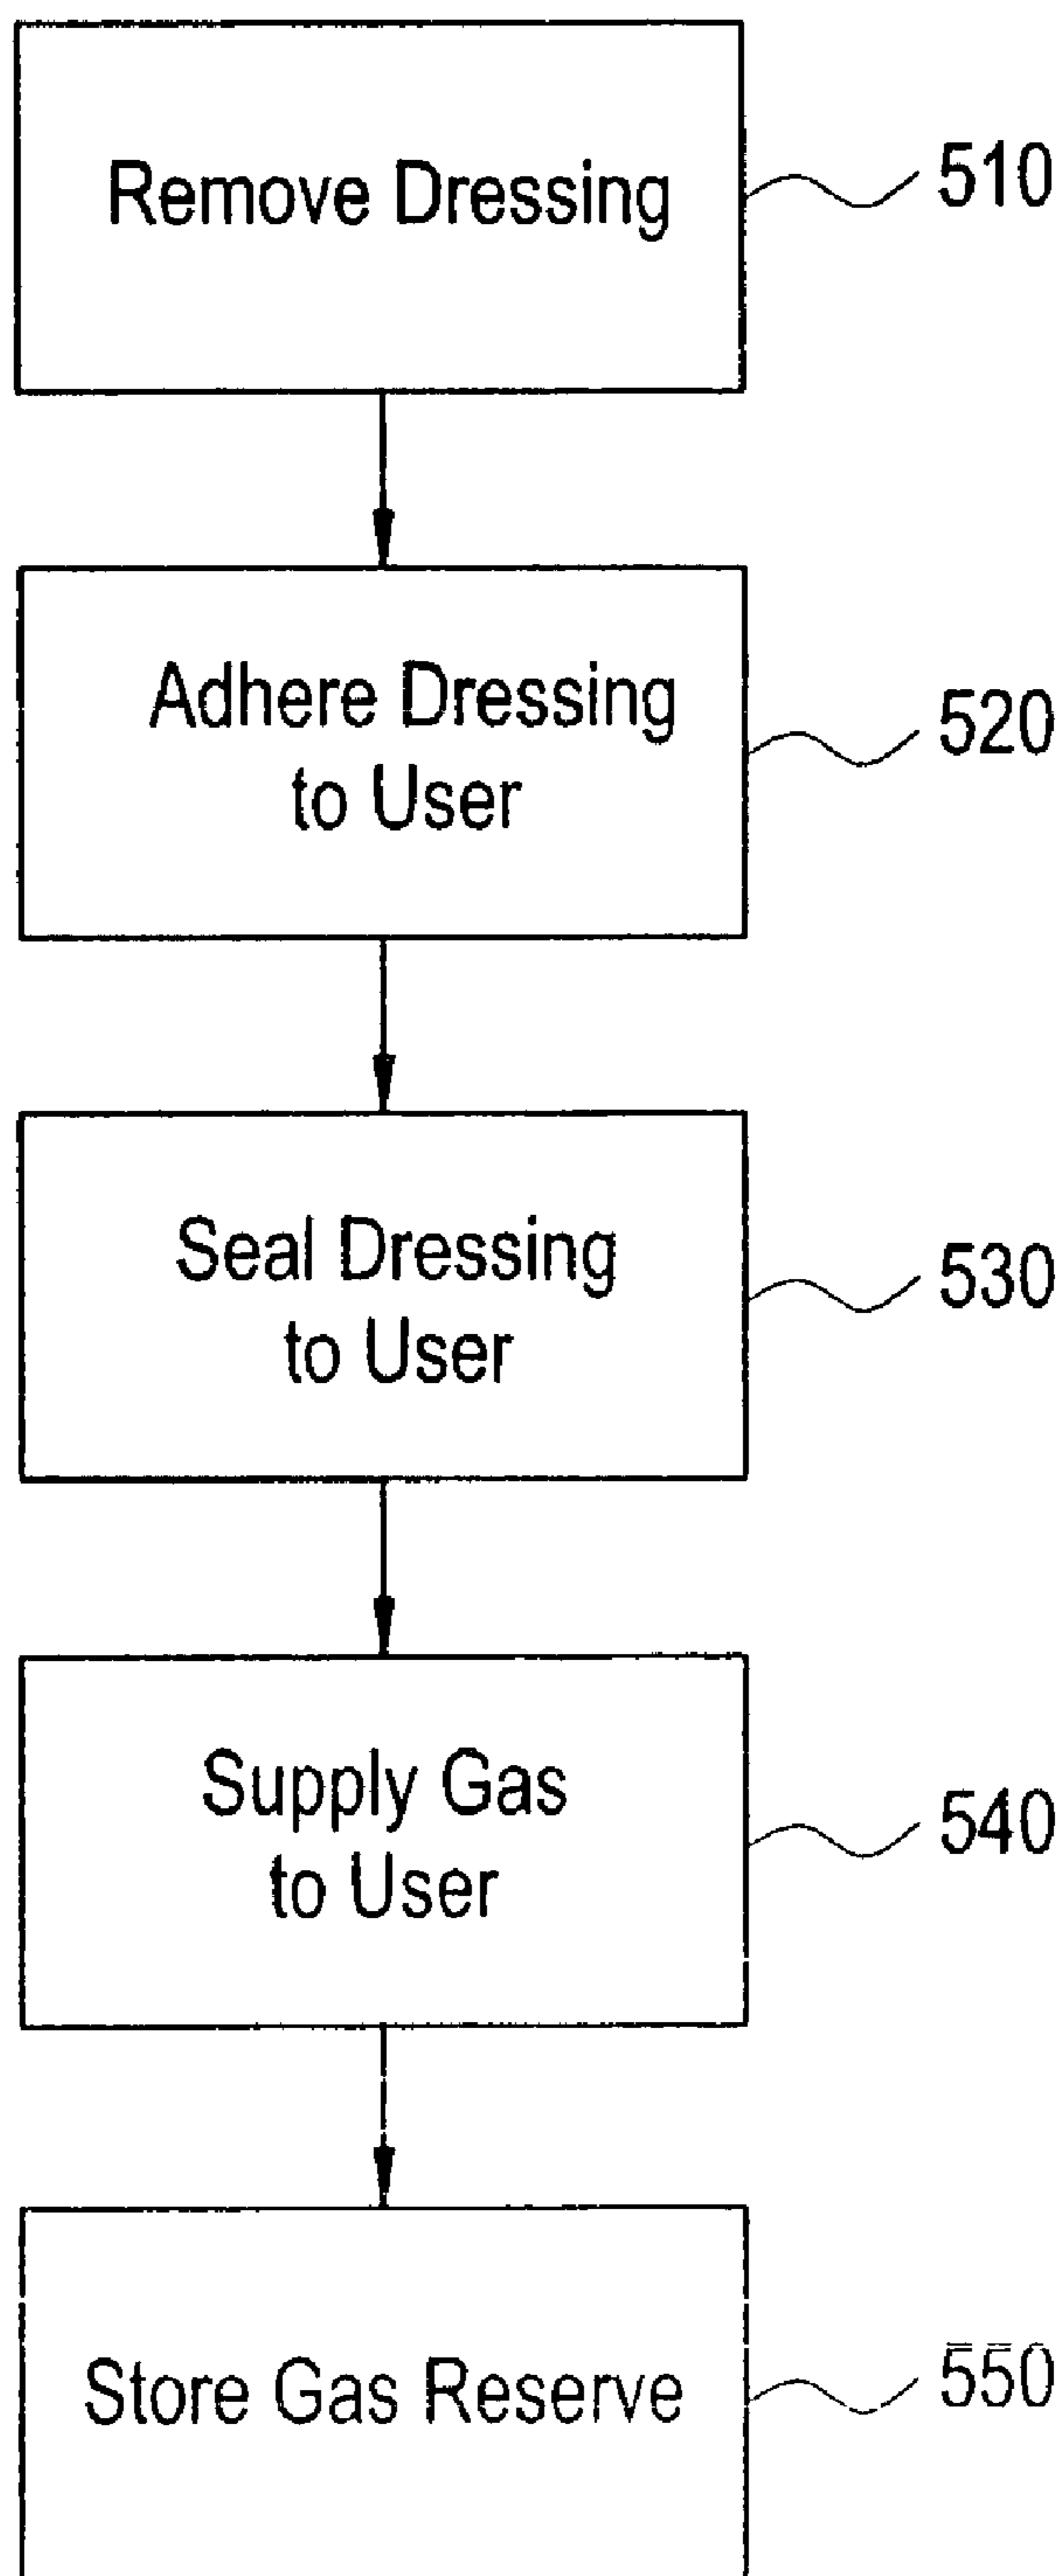 Remove Dressing
510
Adhere Dressing
to User
520
Seal Dressing
to User
530
Supply Gas
to User
540
Store Gas Reserve
550